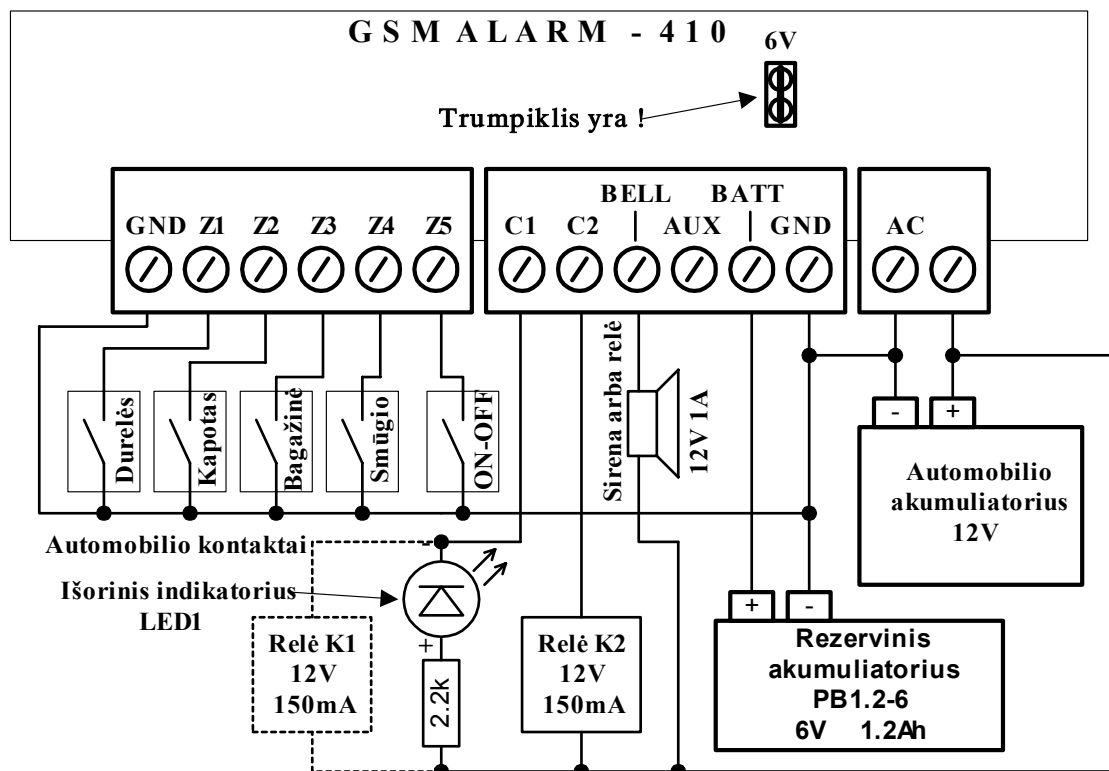 GSM ALARM - 410
6V
Trumpiklis yra !
BELL BATT
GND Z1 Z2 Z3 Z4 Z5 C1 C2 AUX GND AC
Durelės
Kapotas
Bagažinė
Smūgio
ON-OFF
Sirena arba relė
12V 1A
- +
Automobilio
akumuliatorius
12V
Automobilio kontaktai
-
Išorinis indikatorius
LED1
+
Relė K1
12V
150mA
2.2k
Relė K2
12V
150mA
+ -
Rezervinis
akumuliatorius
PB1.2-6
6V 1.2Ah